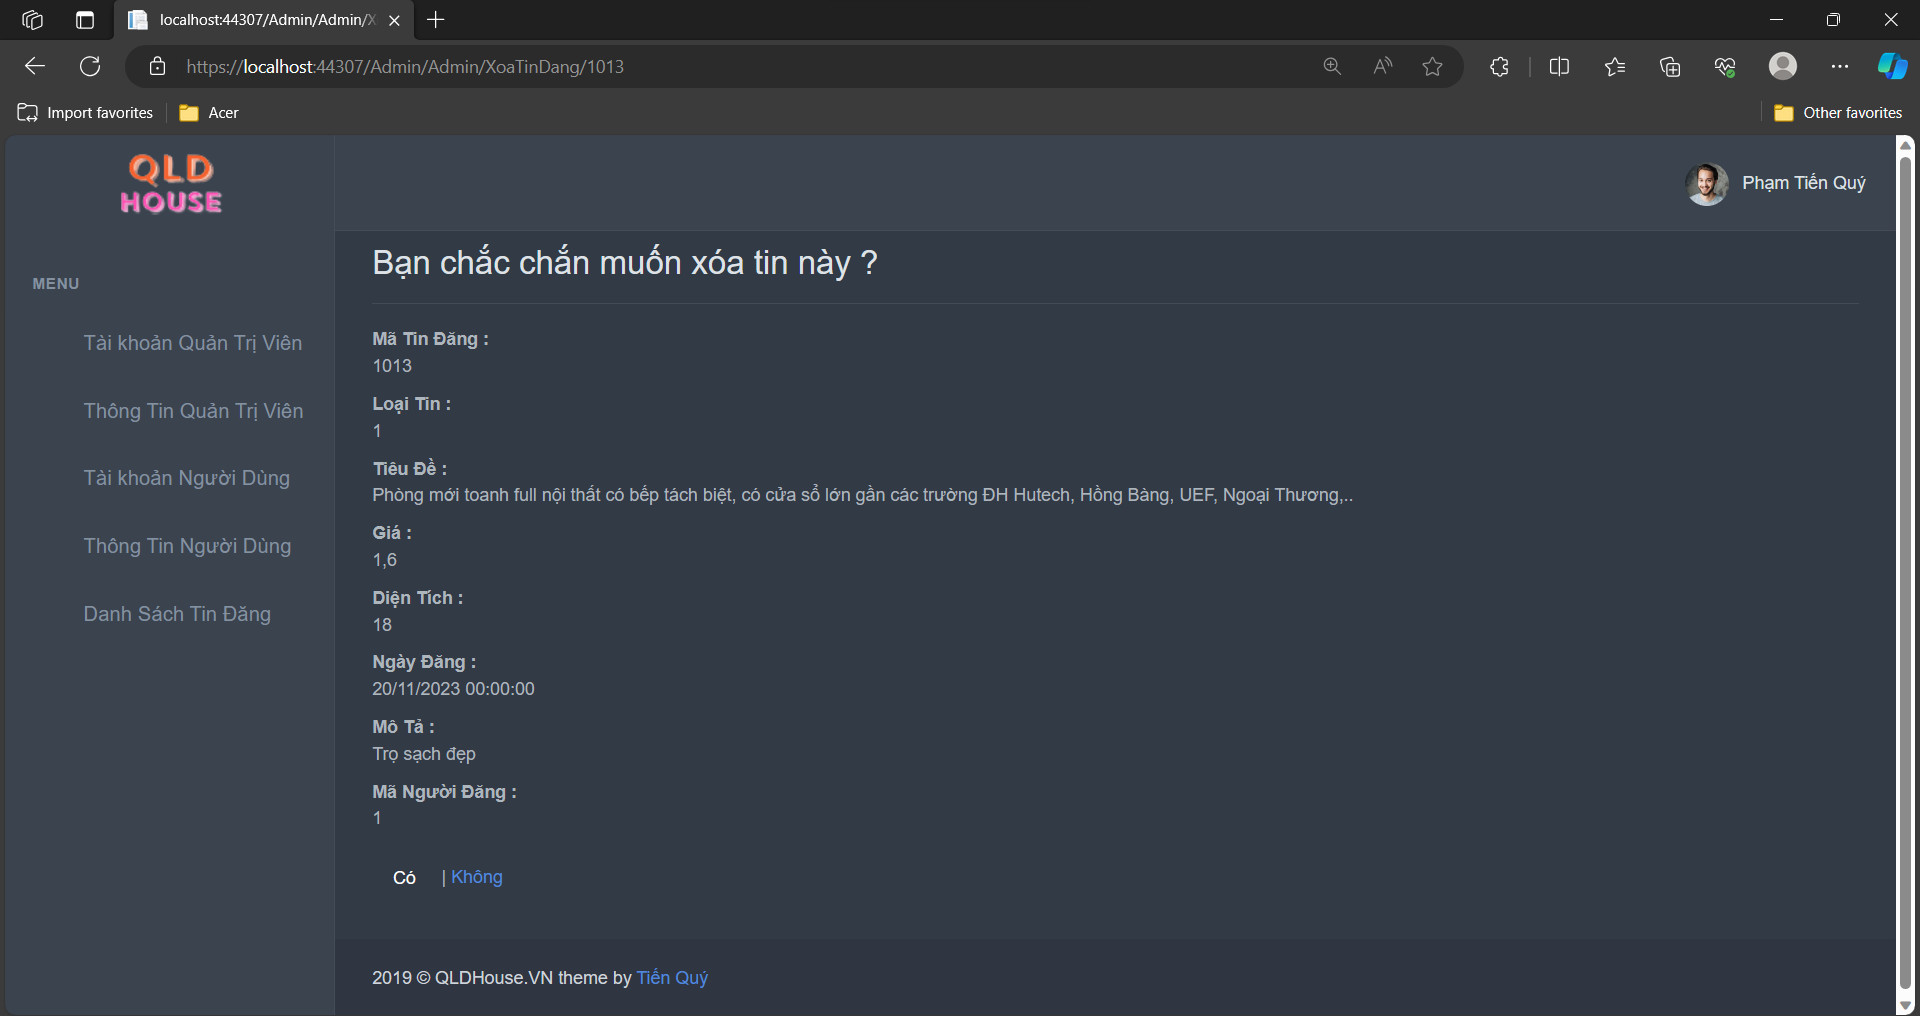 localhost:44307/Admin/Admin/X
https://localhost:44307/Admin/Admin/XoaTinDang/1013
Import favorites
Acer
Other favorites
QLD
HOUSE
Phạm Tiến Quý
MENU
Tài khoản Quản Trị Viên
Thông Tin Quản Trị Viên
Tài khoản Người Dùng
Thông Tin Người Dùng
Danh Sách Tin Đăng
Bạn chắc chắn muốn xóa tin này ?
Mã Tin Đăng :
1013
Loại Tin :
1
Tiêu Đề :
Phòng mới toanh full nội thất có bếp tách biệt, có cửa sổ lớn gần các trường ĐH Hutech, Hồng Bàng, UEF, Ngoại Thương,..
Giá :
1,6
Diện Tích :
18
Ngày Đăng :
20/11/2023 00:00:00
Mô Tả :
Trọ sạch đẹp
Mã Người Đăng :
1
Có | Không
2019 © QLDHouse.VN theme by Tiến Quý